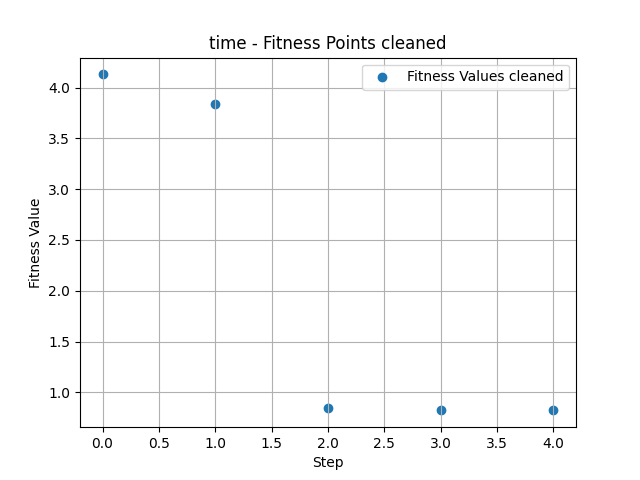 time - Fitness Points cleaned
Fitness Values cleaned
4.0
3.5
3.0
2.5
2.0
1.5
1.0
Fitness Value
0.0 0.5 1.0 1.5 2.0 2.5 3.0 3.5 4.0
Step